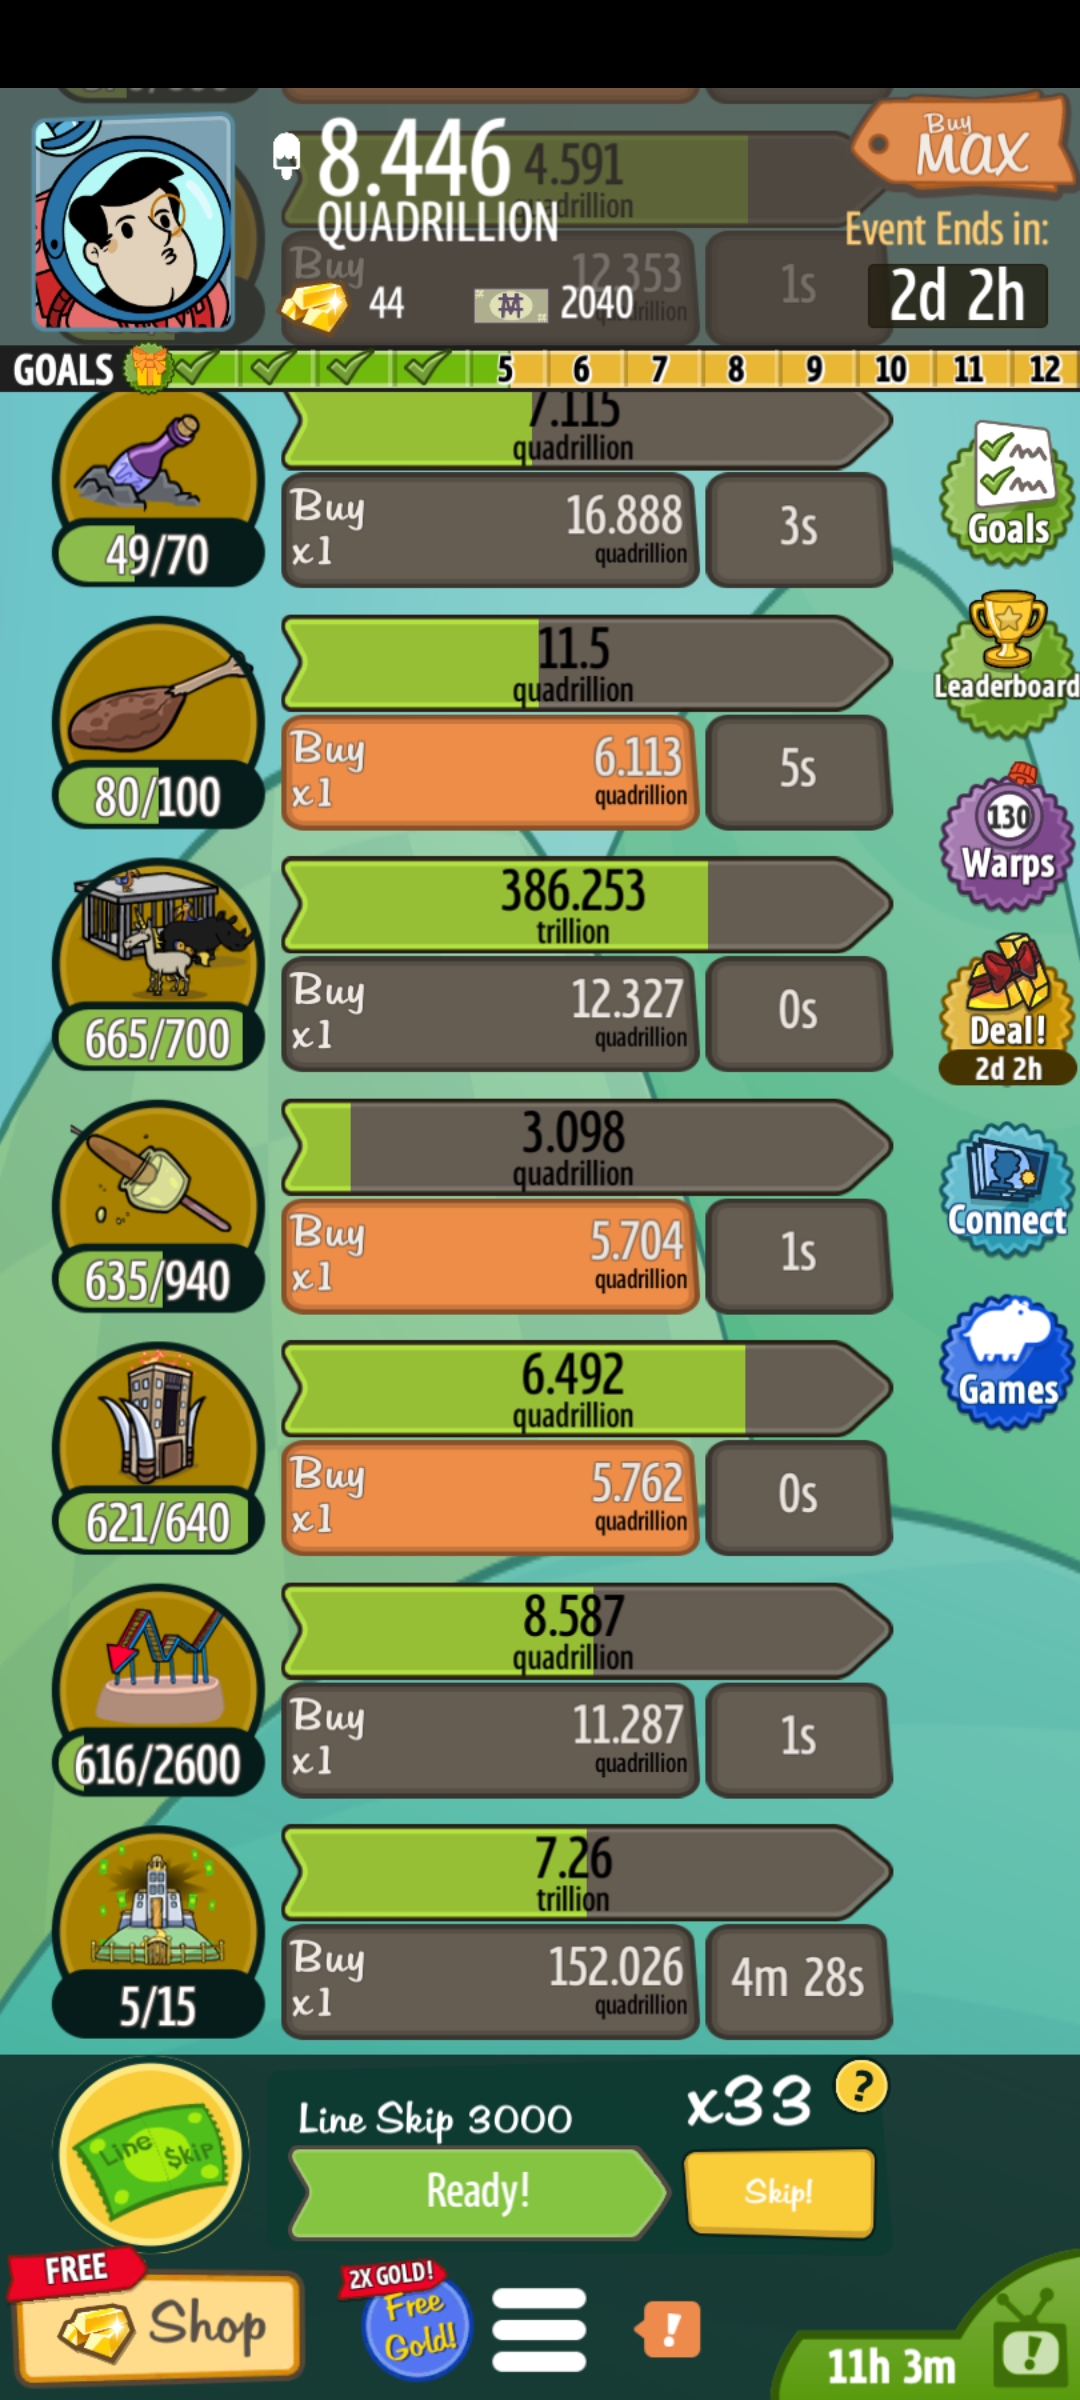 8.446
QUADRILLION
4.591
quadrillion
Buy
MAX
Event Ends in:
2d 2h
Buy
12.353
1s
44
2040
GOALS
5
6
7
8
9
10
11
12
7.115
quadrillion
49/70
Buy
x1
16.888
quadrillion
3s
Goals
11.5
quadrillion
80/100
Buy
x1
6.113
quadrillion
5s
Leaderboard
386.253
trillion
665/700
Buy
x1
12.327
quadrillion
0s
130
Warps
Deal!
2d 2h
3.098
quadrillion
635/940
Buy
x1
5.704
quadrillion
1s
Connect
6.492
quadrillion
621/640
Buy
x1
5.762
quadrillion
0s
Games
8.587
quadrillion
616/2600
Buy
x1
11.287
quadrillion
1s
7.26
trillion
5/15
Buy
x1
152.026
quadrillion
4m 28s
Line $kip
Line Skip 3000
x33
?
Ready!
Skip!
FREE
Shop
2X GOLD!
Free
Gold!
!
11h 3m
!